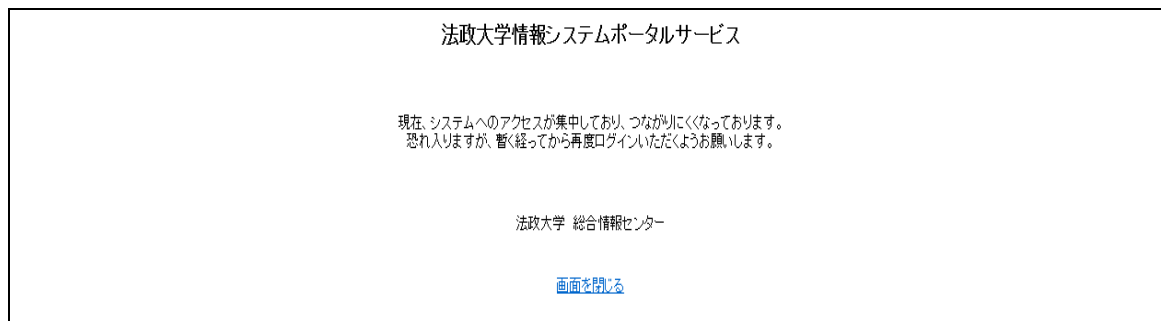 法政大学情報システムポータルサービス
現在、システムへのアクセスが集中しており、つながりにくくなっております。
恐れ入りますが、暫く経ってから再度ログインいただくようお願いします。
法政大学 総合情報センター
画面を閉じる